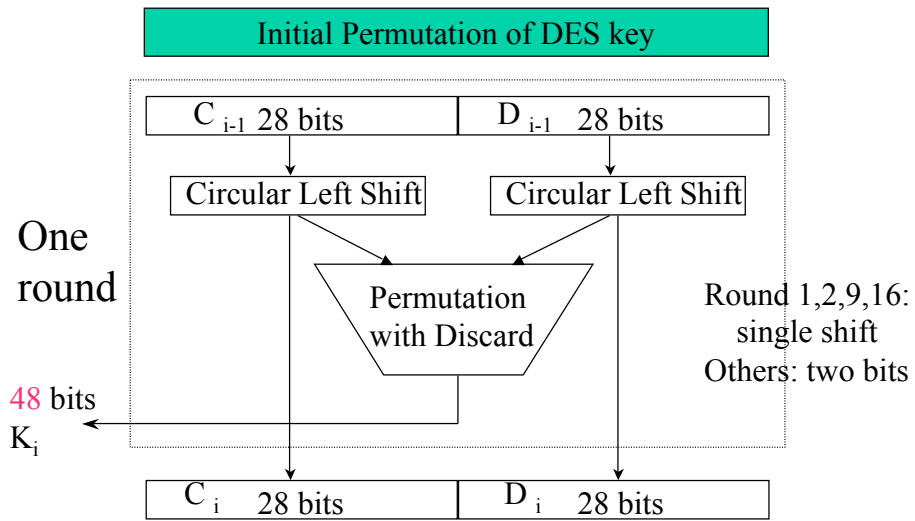 Initial Permutation of DES key
C i-1 28 bits
D i-1 28 bits
Circular Left Shift
Circular Left Shift
One
round
Permutation
with Discard
Round 1,2,9,16:
single shift
Others: two bits
48 bits
Ki
C i 28 bits
D i 28 bits